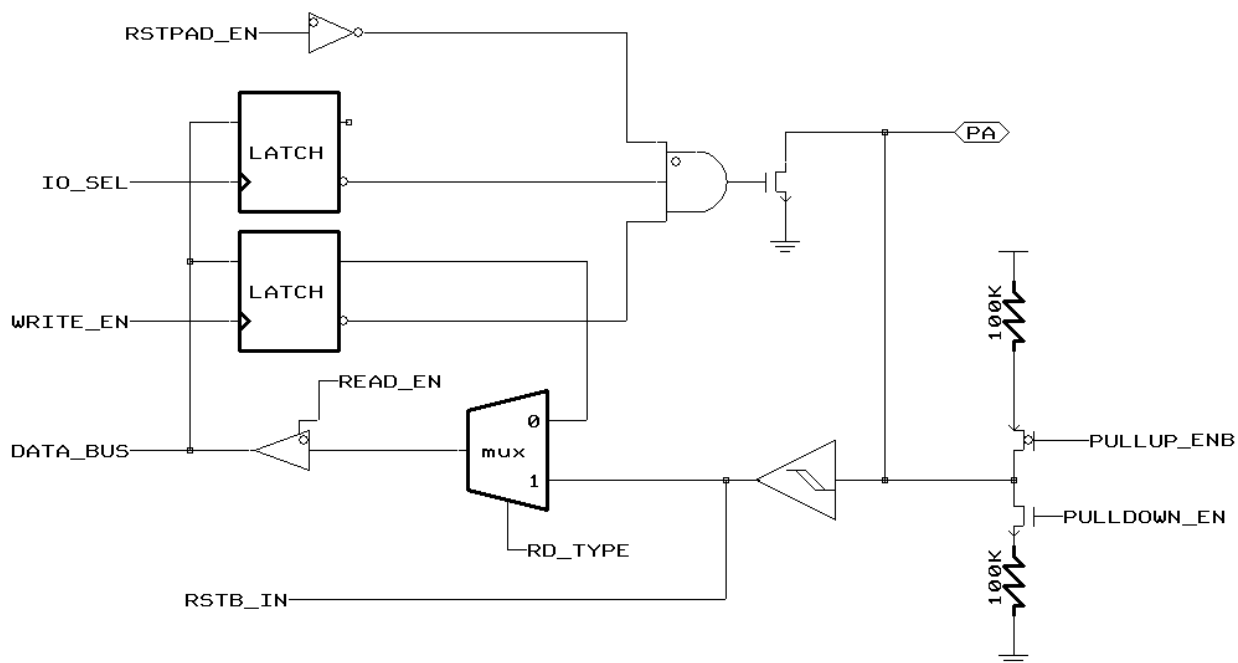 RSTPAD_EN
PA
LATCH
IO_SEL
LATCH
WRITE_EN
100K
READ_EN
0
DATA_BUS
mux
PULLUP_ENB
1
PULLDOWN_EN
RD_TYPE
100K
RSTB_IN